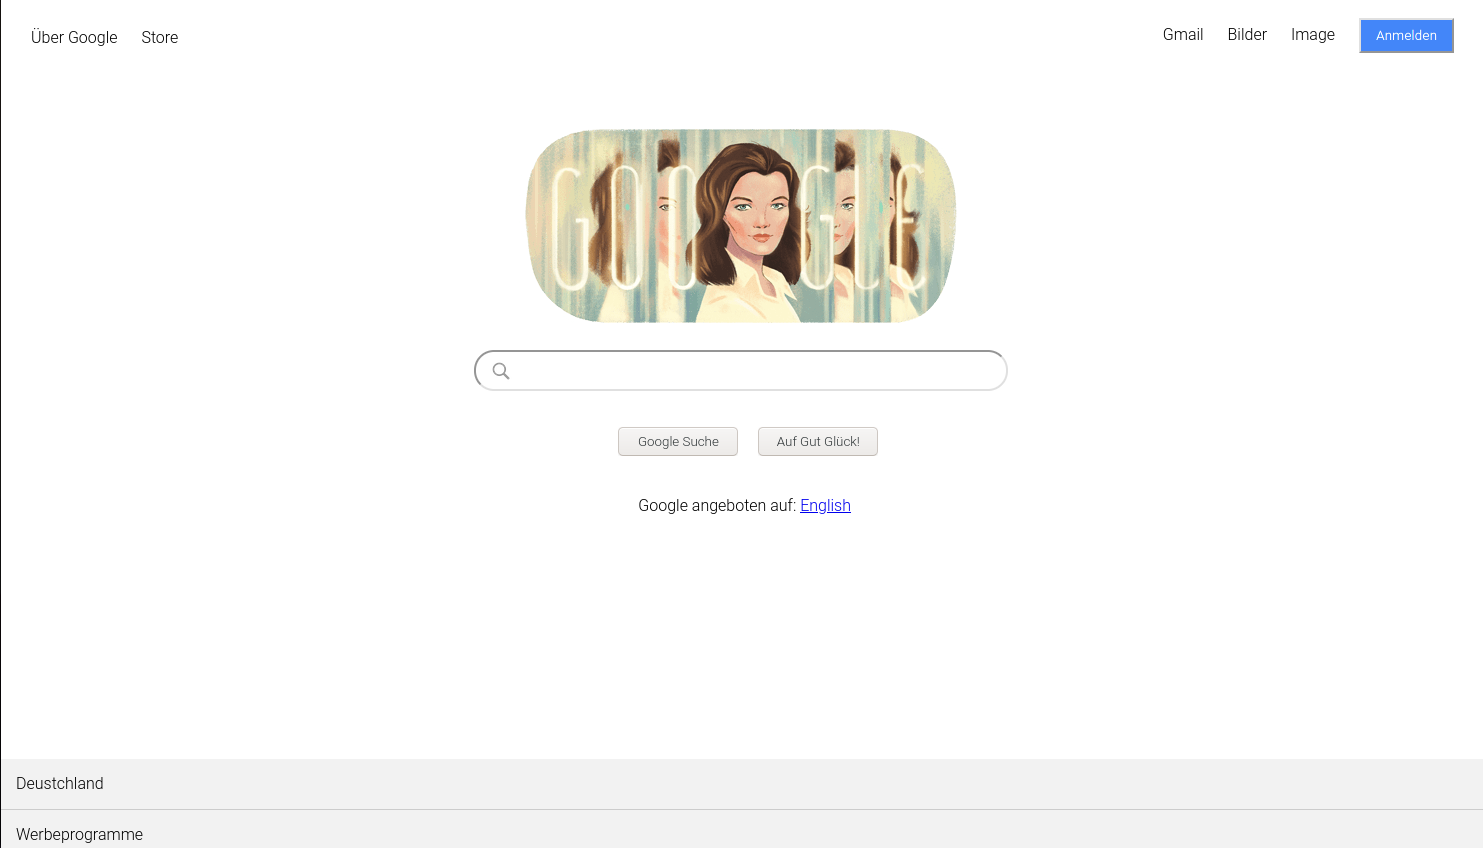 Über Google Store
Gmail Bilder Image Anmelden
GOOGLE
Google Suche Auf Gut Glück!
Google angeboten auf: English
Deustchland
Werbeprogramme